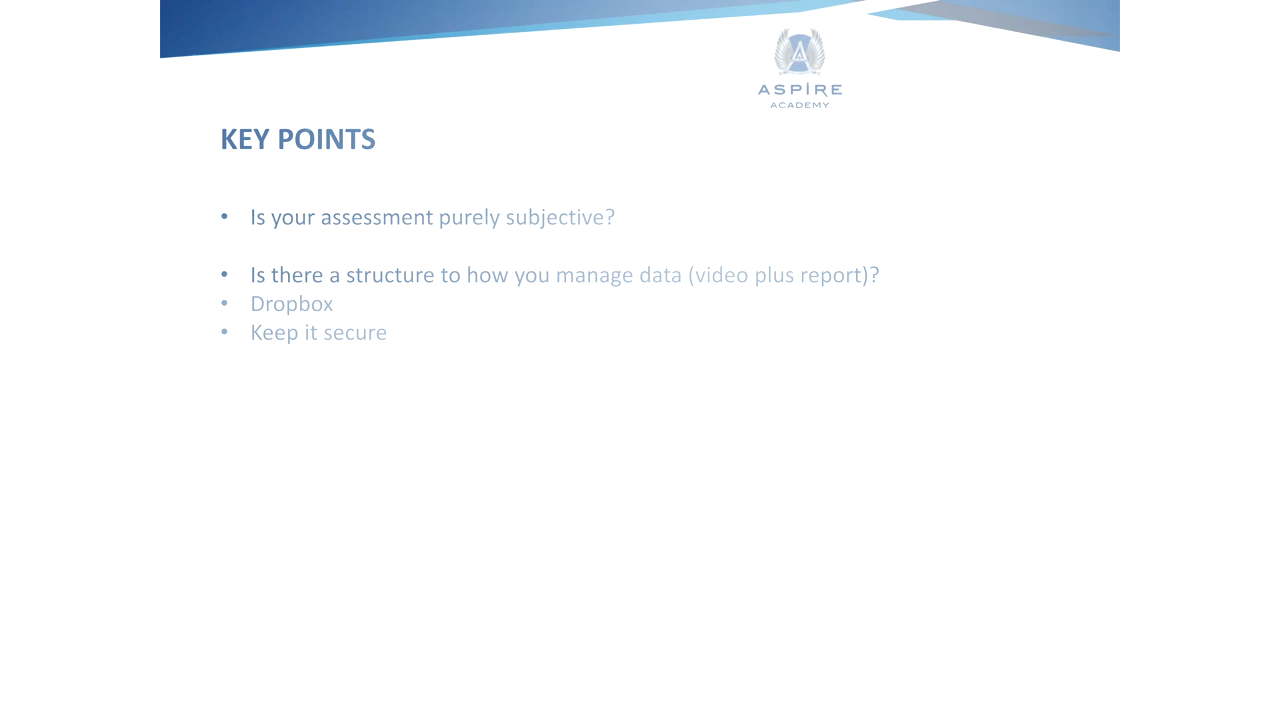 ASPIRE
ACADEMY
KEY POINTS
• Is your assessment purely subjective?
• Is there a structure to how you manage data (video plus report)?
• Dropbox
• Keep it secure